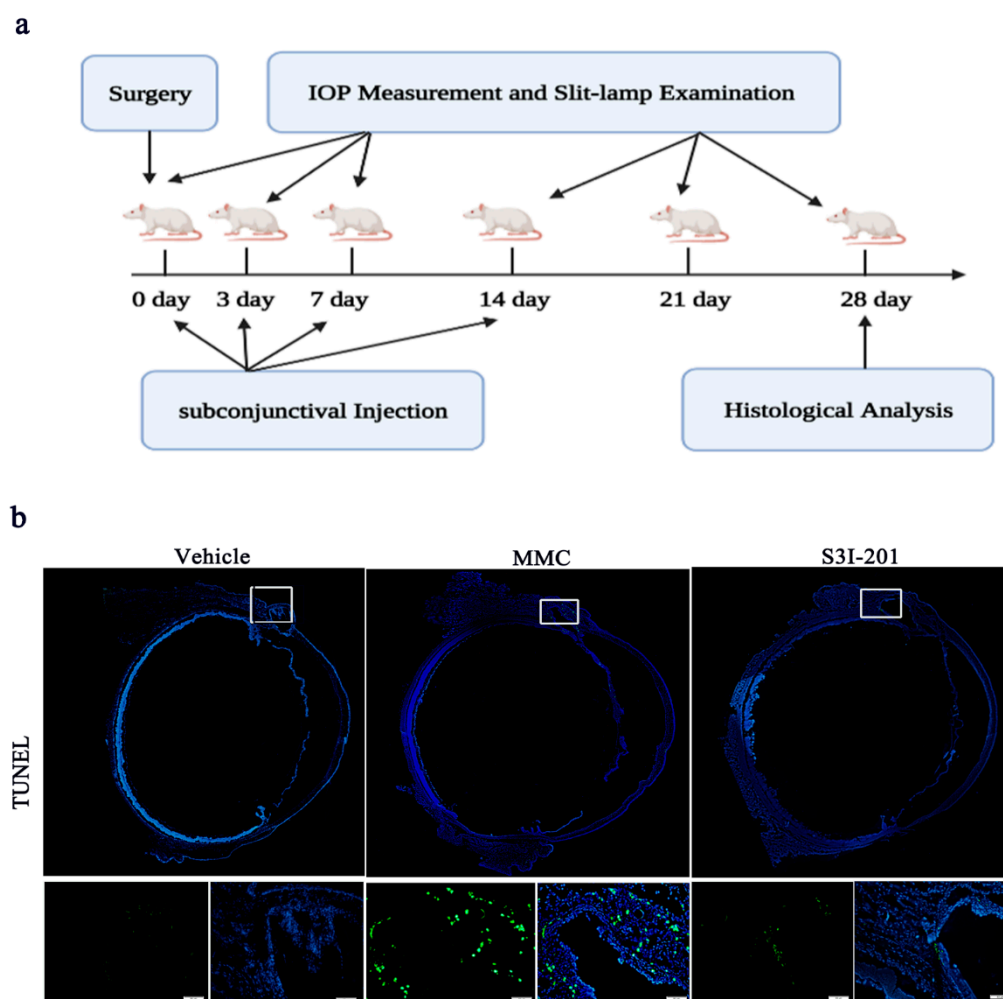 a
Surgery
IOP Measurement and Slit-lamp Examination
0 day
3 day
7 day
14 day
21 day
28 day
subconjunctival Injection
Histological Analysis
b
Vehicle
MMC
S3I-201
TUNEL